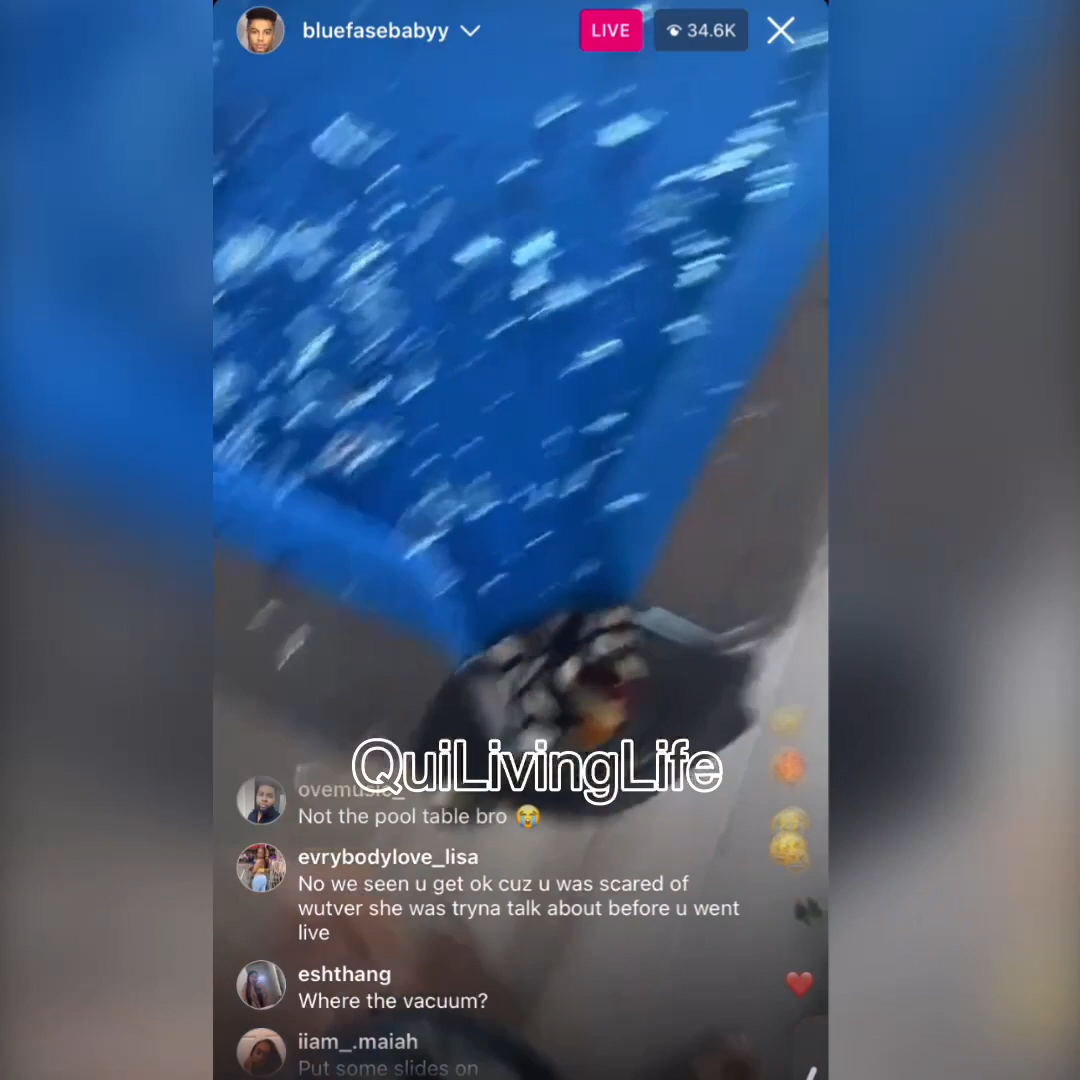 bluefasebabyy
LIVE
34.6K
QuiLivingLife
ovemusic_
Not the pool table bro 😭
evrybodylove_lisa
No we seen u get ok cuz u was scared of
wutver she was tryna talk about before u went
live
eshthang
Where the vacuum?
iiam_.maiah
Put some slides on